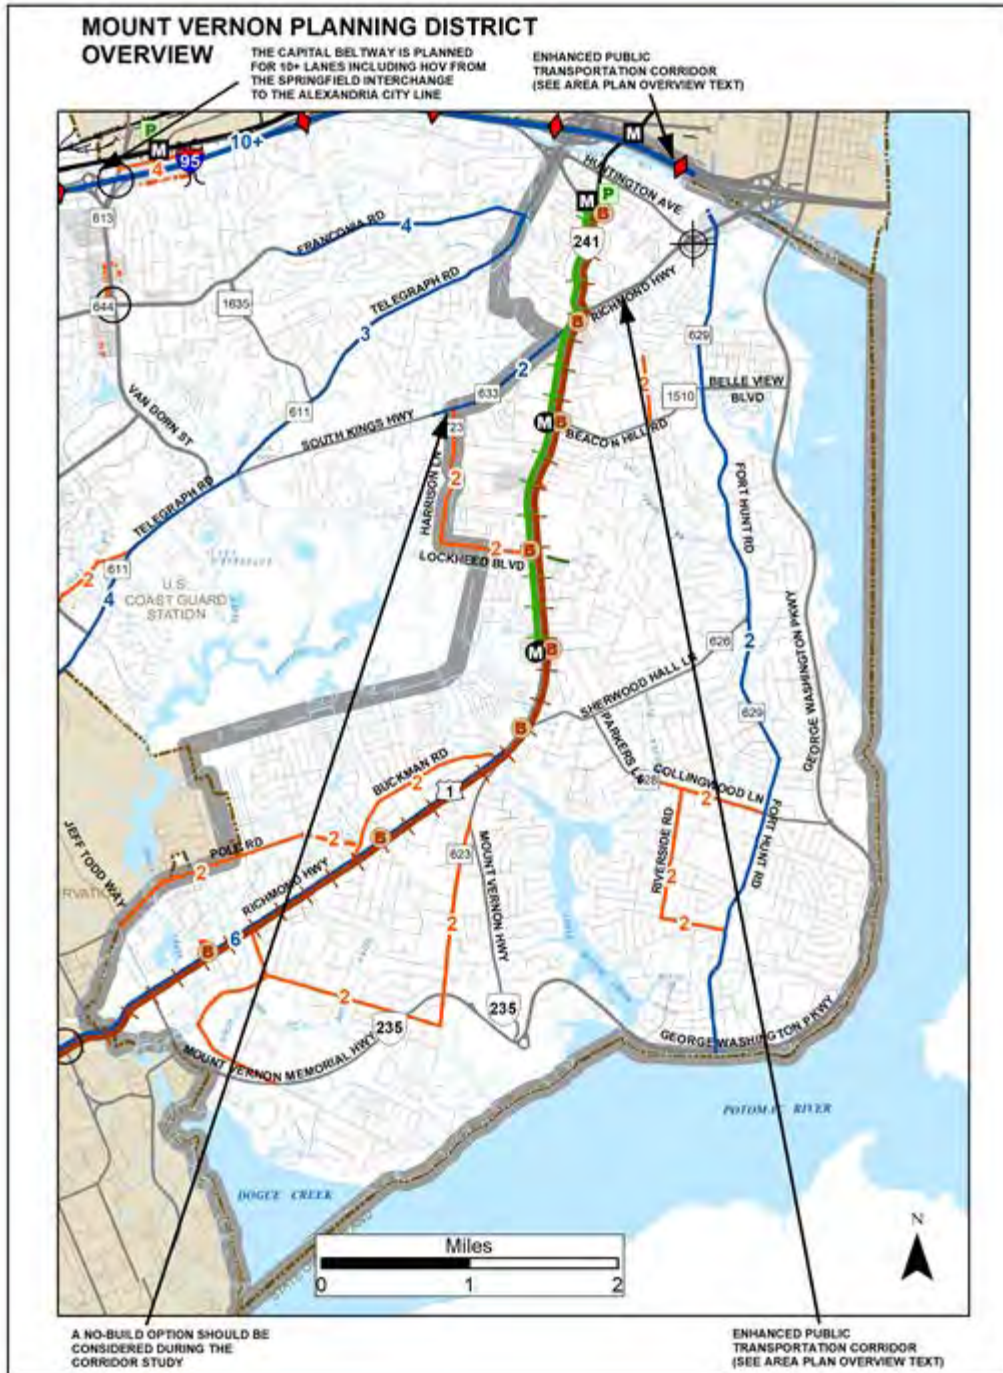 MOUNT VERNON PLANNING DISTRICT
OVERVIEW
THE CAPITAL BELTWAY IS PLANNED
FOR 10+ LANES INCLUDING HOV FROM
THE SPRINGFIELD INTERCHANGE
TO THE ALEXANDRIA CITY LINE
ENHANCED PUBLIC
TRANSPORTATION CORRIDOR
(SEE AREA PLAN OVERVIEW TEXT)
P
M
M
10+
95
4
HUNTINGTON AVE
M
P
B
613
FRANCONIA RD
4
241
TELEGRAPH RD
RICHMOND HWY
644
1635
B
3
629
2
633
2
BELLE VIEW
BLVD
1510
VAN DORN ST
611
SOUTH KINGS HWY
M
B
BEACON HILL RD
23
HARRISON LN
2
FORT HUNT RD
TELEGRAPH RD
2
B
LOCKHEED BLVD
2
611
4
U.S.
COAST GUARD
STATION
GEORGE WASHINGTON PKWY
626
2
M
B
SHERWOOD HALL LN
629
B
PARKERS LN
BUCKMAN RD
2
628
COLLINGWOOD LN
2
1
JEFF TODD WAY
POLE RD
2
B
2
623
MOUNT VERNON HWY
RIVERSIDE RD
2
FORT HUNT RD
RICHMOND HWY
2
2
B
6
2
235
235
MOUNT VERNON MEMORIAL HWY
GEORGE WASHINGTON PKWY
POTOMAC RIVER
DOGUE CREEK
Miles
0 1 2
N
A NO-BUILD OPTION SHOULD BE
CONSIDERED DURING THE
CORRIDOR STUDY
ENHANCED PUBLIC
TRANSPORTATION CORRIDOR
(SEE AREA PLAN OVERVIEW TEXT)